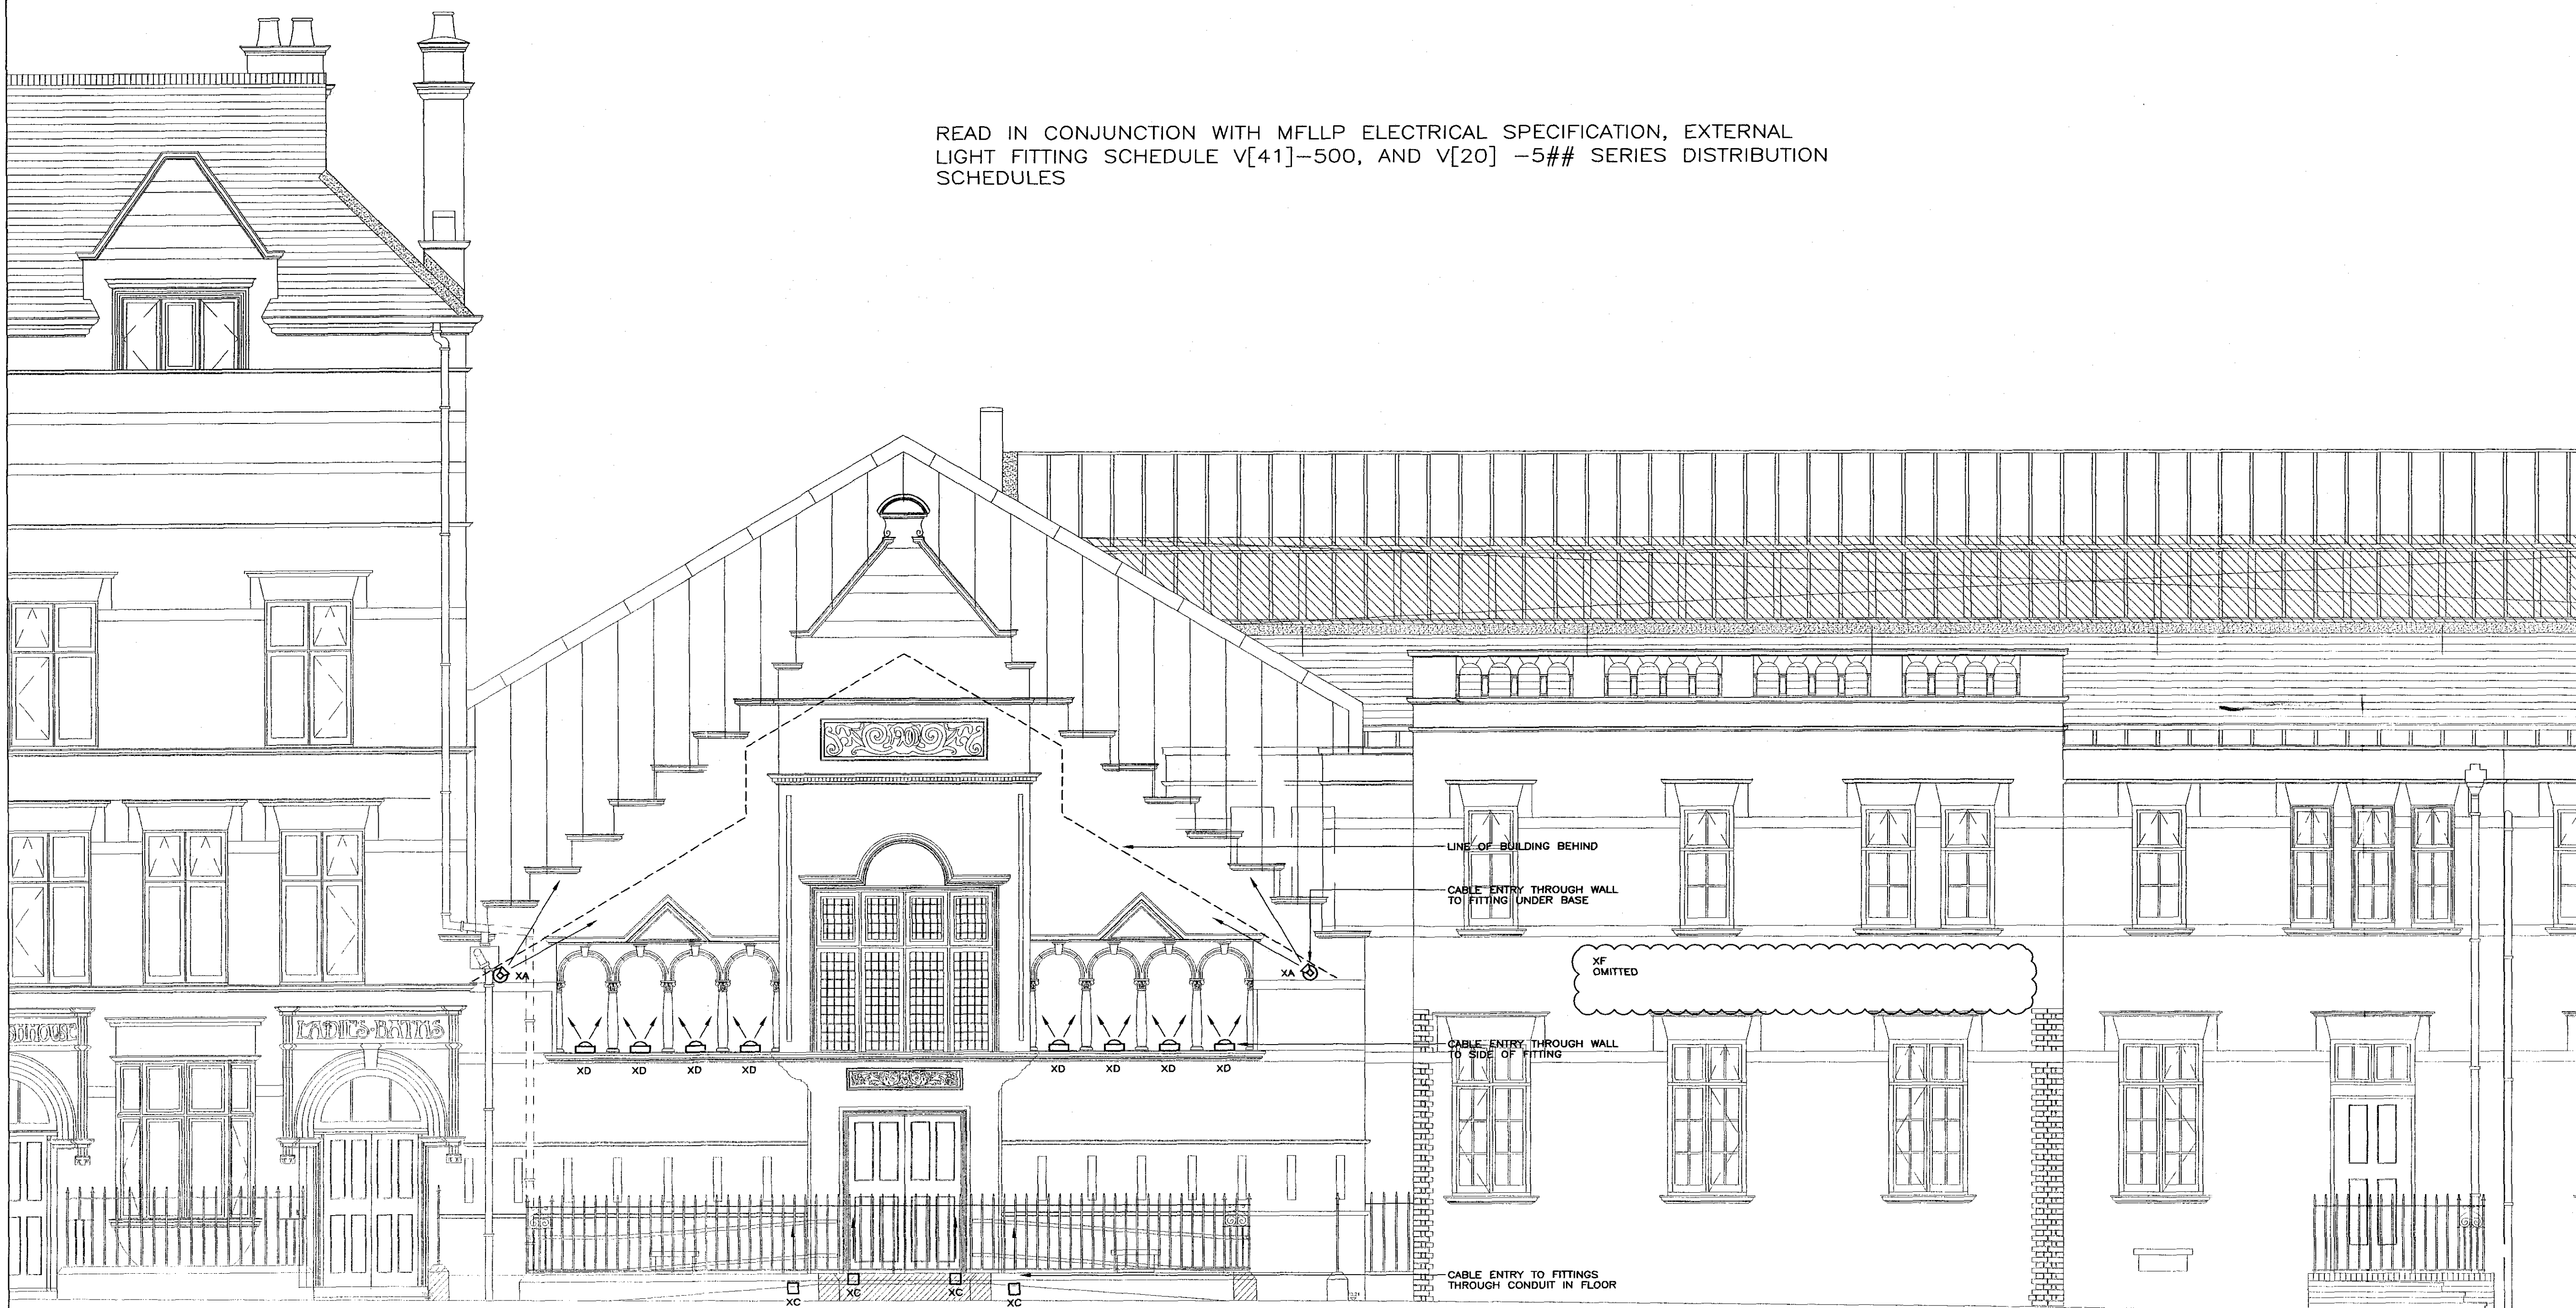 READ IN CONJUNCTION WITH MFLLP ELECTRICAL SPECIFICATION, EXTERNAL
LIGHT FITTING SCHEDULE V[41]-500, AND V[20] -5## SERIES DISTRIBUTION
SCHEDULES
1901
LINE OF BUILDING BEHIND
CABLE ENTRY THROUGH WALL
TO FITTING UNDER BASE
XF
OMITTED
XA
XA
LADIES·BATHS
CABLE ENTRY THROUGH WALL
TO SIDE OF FITTING
XD XD XD XD XD XD XD XD
CABLE ENTRY TO FITTINGS
THROUGH CONDUIT IN FLOOR
XC XC XC XC